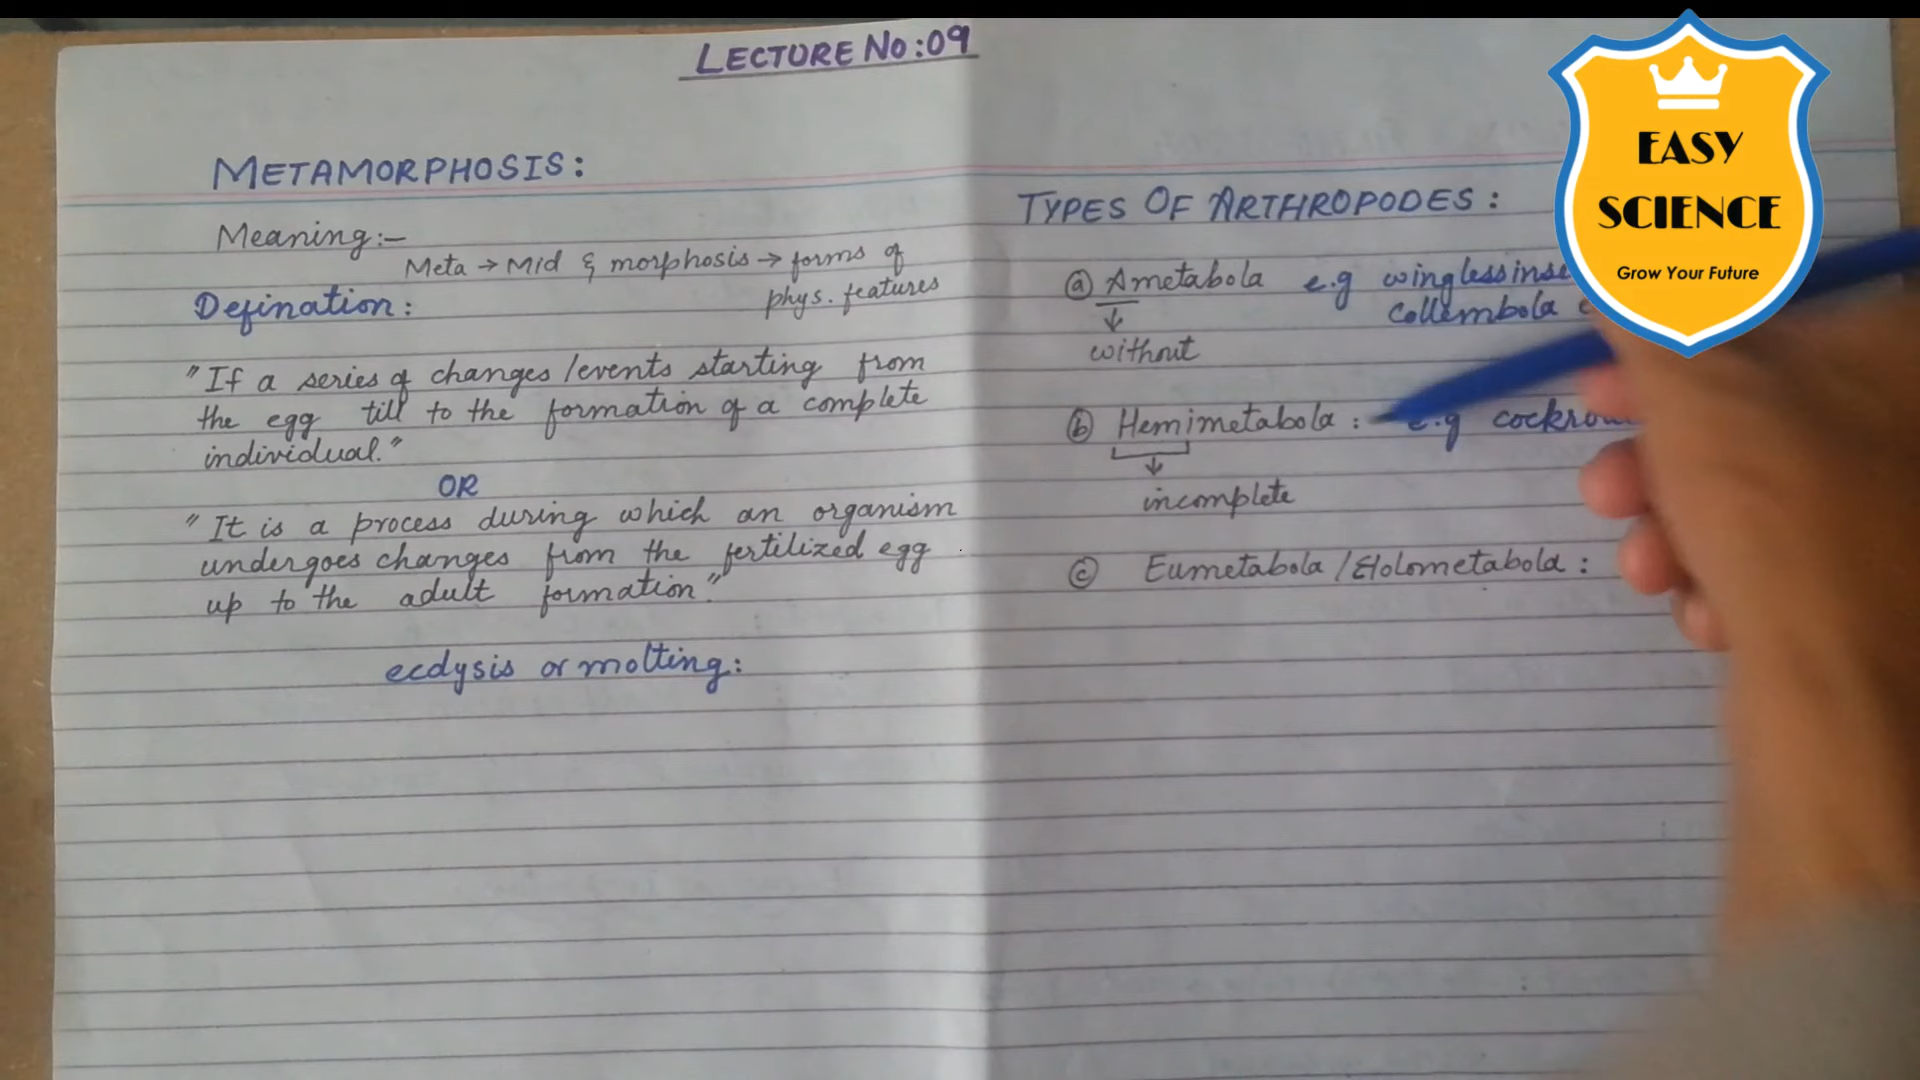 LECTURE No:09
METAMORPHOSIS:
Meaning:-
Meta → Mid & morphosis → forms of
phys. features
Defination:
"If a series of changes/events starting from
the egg till to the formation of a complete
individual."
OR
"It is a process during which an organism
undergoes changes from the fertilized egg
up to the adult formation"
ecdysis or molting:
TYPES OF ARTHROPODES:
(a) Ametabola e.g wingless
Collembola
↓
without
(b) Hemimetabola: e.g
↓
incomplete
(c) Eumetabola/Holometabola:
EASY
SCIENCE
Grow Your Future